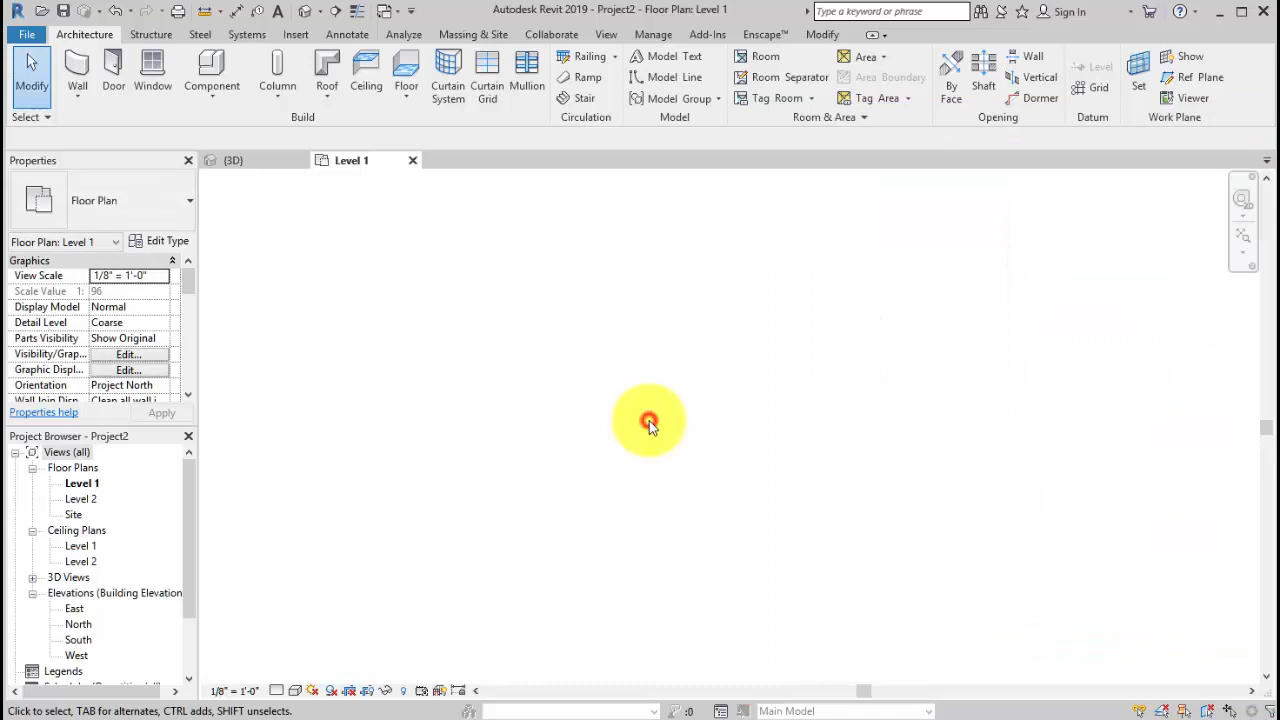 Autodesk Revit 2019 - Project2 - Floor Plan: Level 1
Type a keyword or phrase
Sign In
File Architecture Structure Steel Systems Insert Annotate Analyze Massing & Site Collaborate View Manage Add-Ins Enscape™ Modify
Modify
Wall
Door
Window
Component
Column
Roof
Ceiling
Floor
Curtain System
Curtain Grid
Mullion
Railing
Ramp
Stair
Model Text
Model Line
Model Group
Room
Room Separator
Tag Room
Area
Area Boundary
Tag Area
By Face
Shaft
Wall
Vertical
Dormer
Level
Grid
Set
Show
Ref Plane
Viewer
Select Build Circulation Model Room & Area Opening Datum Work Plane
Properties
{3D}
Level 1
Floor Plan
Floor Plan: Level 1
Edit Type
Graphics
View Scale 1/8" = 1'-0"
Scale Value 1: 96
Display Model Normal
Detail Level Coarse
Parts Visibility Show Original
Visibility/Grap... Edit...
Graphic Displ... Edit...
Orientation Project North
Wall Join Disp... Clean all wall j
Properties help
Apply
Project Browser - Project2
Views (all)
Floor Plans
Level 1
Level 2
Site
Ceiling Plans
Level 1
Level 2
3D Views
Elevations (Building Elevation
East
North
South
West
Legends
1/8" = 1'-0"
Click to select, TAB for alternates, CTRL adds, SHIFT unselects.
:0
Main Model